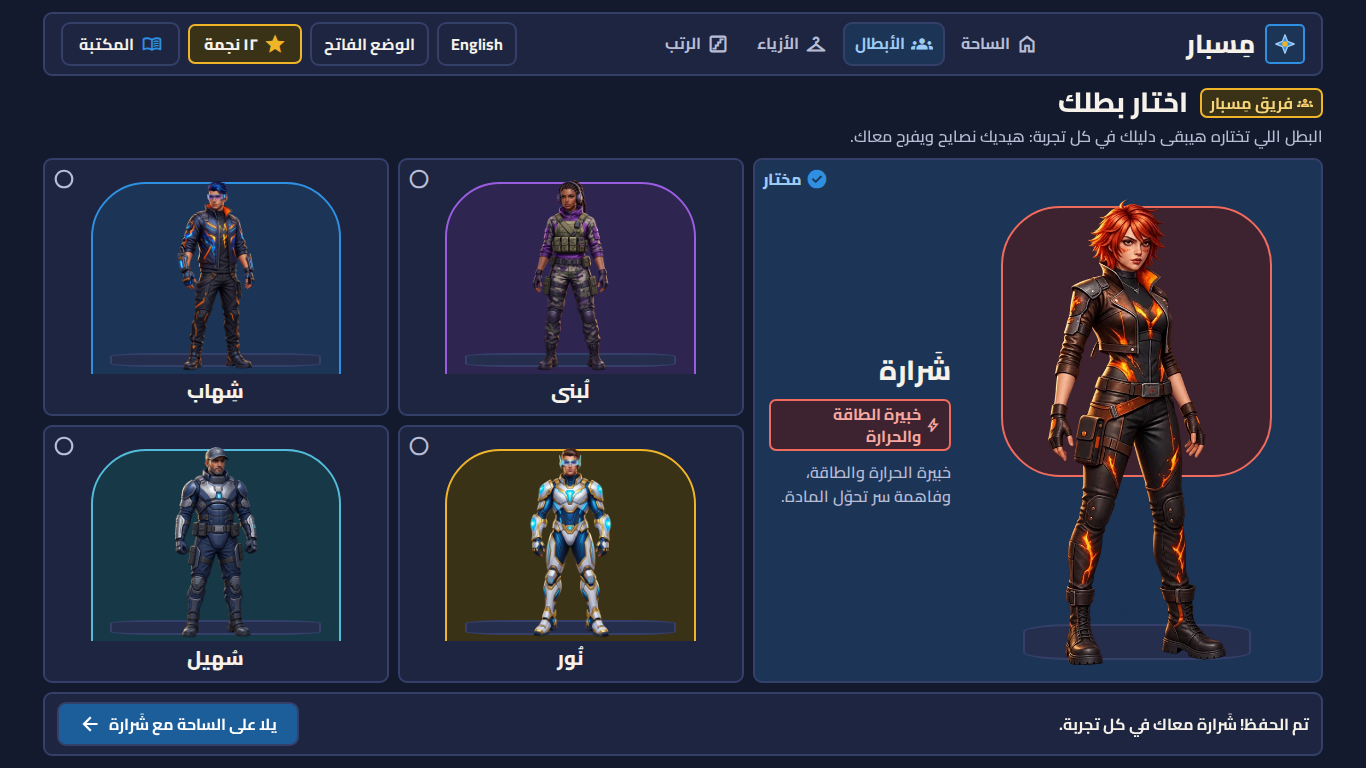 مِسبار
الساحة
الأبطال
الأزياء
الرتب
English
الوضع الفاتح
١٢ نجمة
المكتبة
فريق مِسبار
اختار بطلك
البطل اللي تختاره هيبقى دليلك في كل تجربة: هيديك نصايح ويفرح معاك.
مختار
شَرارة
خبيرة الطاقة
والحرارة
خبيرة الحرارة والطاقة،
وفاهمة سر تحوّل المادة.
لُبنى
شِهاب
نُور
سُهيل
تم الحفظ! شَرارة معاك في كل تجربة.
يلا على الساحة مع شَرارة